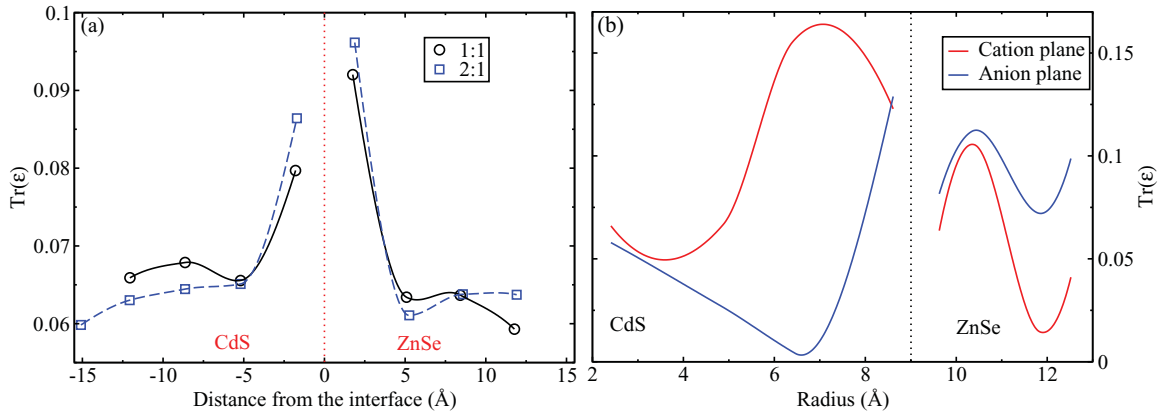 (a)
1:1
2:1
0.1
0.09
0.08
0.07
0.06
Tr(ε)
CdS
ZnSe
-15
-10
-5
0
5
10
15
Distance from the interface (Å)
(b)
Cation plane
Anion plane
CdS
ZnSe
0.15
0.1
0.05
0
Tr(ε)
2
4
6
8
10
12
Radius (Å)